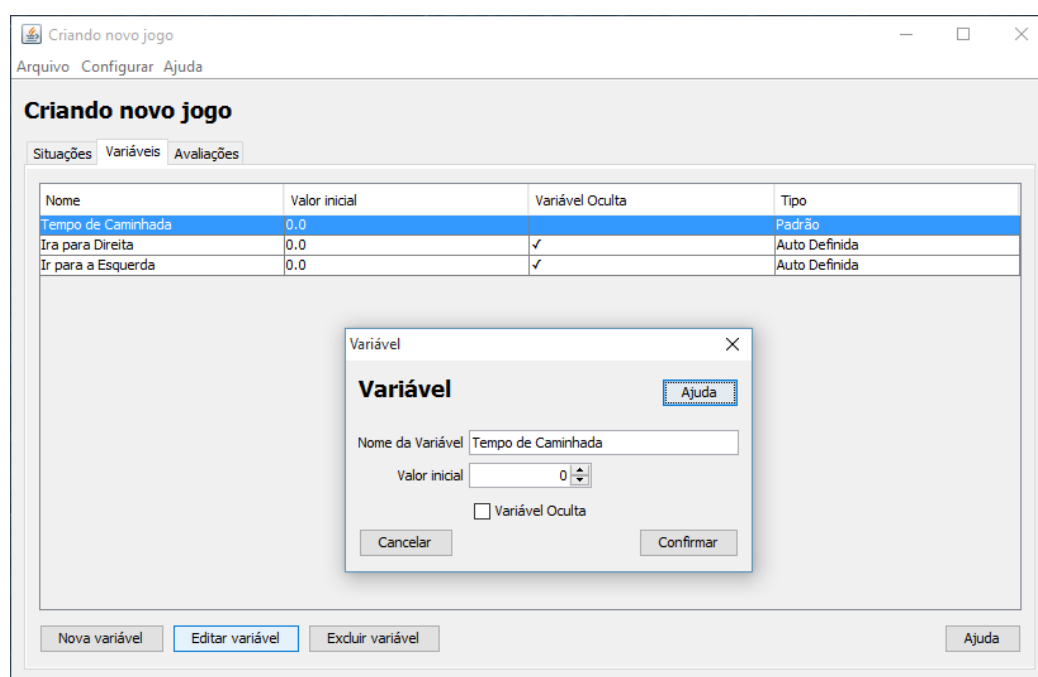 Criando novo jogo
Arquivo Configurar Ajuda
Criando novo jogo
Situações Variáveis Avaliações
Nome Valor inicial Variável Oculta Tipo
Tempo de Caminhada 0.0 Padrão
Ira para Direita 0.0 ✓ Auto Definida
Ir para a Esquerda 0.0 ✓ Auto Definida
Variável
Variável Ajuda
Nome da Variável Tempo de Caminhada
Valor inicial 0
Variável Oculta
Cancelar Confirmar
Nova variável Editar variável Excluir variável Ajuda